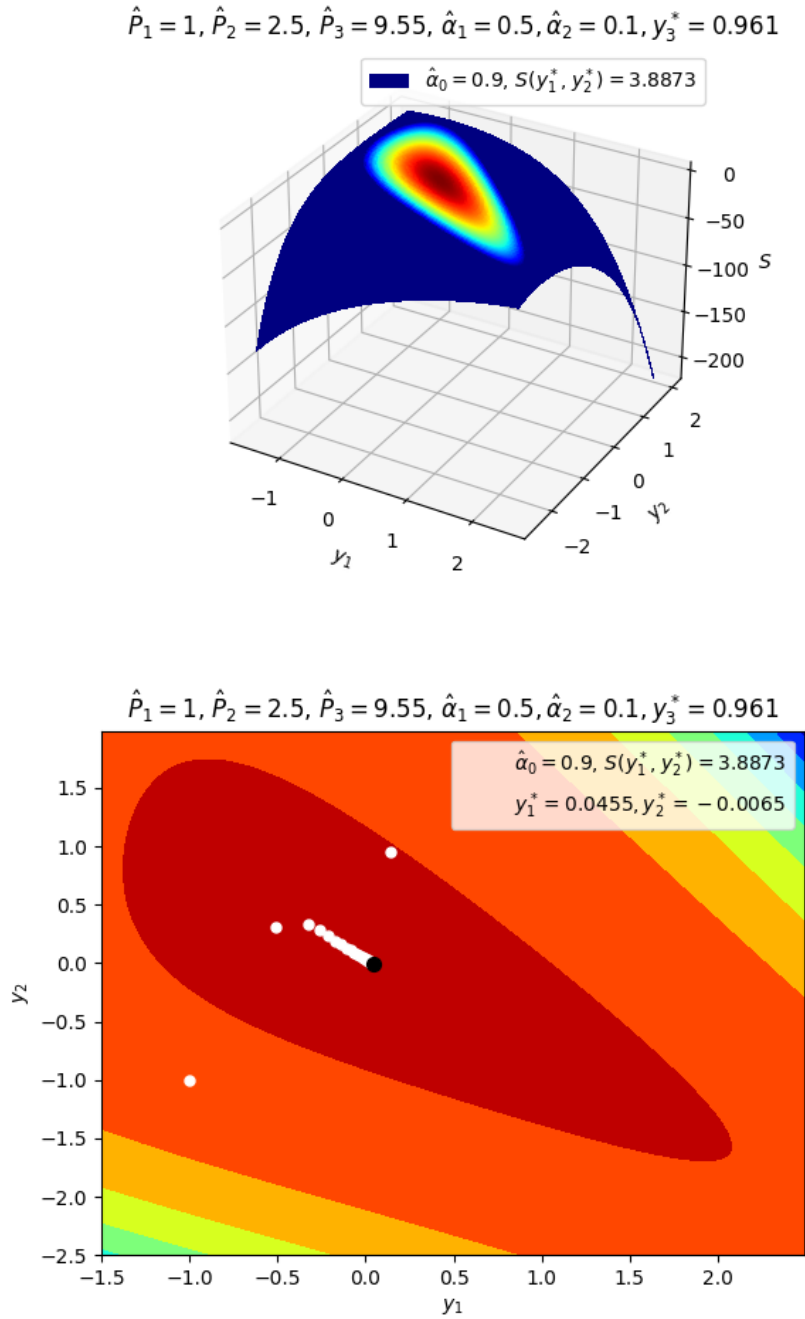 P̂₁ = 1, P̂₂ = 2.5, P̂₃ = 9.55, α̂₁ = 0.5, α̂₂ = 0.1, y₃* = 0.961
α̂₀ = 0.9, S(y₁*, y₂*) = 3.8873
0
−50
−100
S
−150
−200
2
1
0
−1
−2
y₂
−1
0
1
2
y₁
P̂₁ = 1, P̂₂ = 2.5, P̂₃ = 9.55, α̂₁ = 0.5, α̂₂ = 0.1, y₃* = 0.961
α̂₀ = 0.9, S(y₁*, y₂*) = 3.8873
y₁* = 0.0455, y₂* = −0.0065
1.5
1.0
0.5
0.0
−0.5
−1.0
−1.5
−2.0
−2.5
y₂
−1.5 −1.0 −0.5 0.0 0.5 1.0 1.5 2.0
y₁